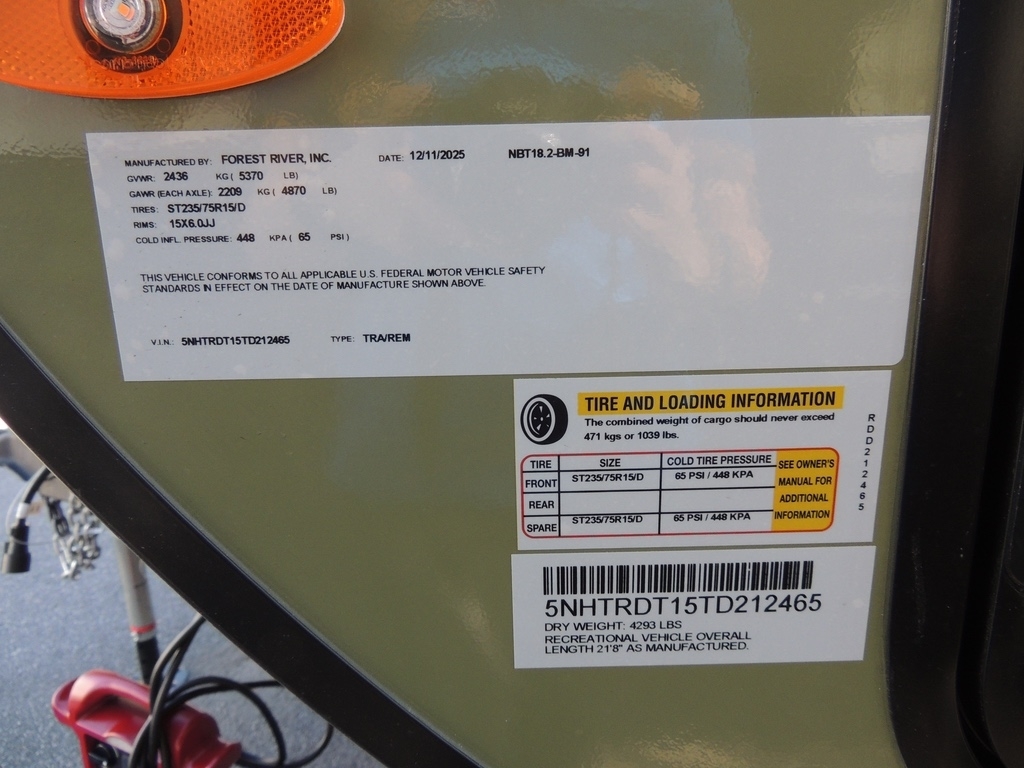 MANUFACTURED BY: FOREST RIVER, INC. DATE: 12/11/2025 NBT18.2-BM-91
GVWR: 2436 KG ( 5370 LB)
GAWR (EACH AXLE): 2209 KG ( 4870 LB)
TIRES: ST235/75R15/D
RIMS: 15X6.0JJ
COLD INFL. PRESSURE: 448 KPA ( 65 PSI )
THIS VEHICLE CONFORMS TO ALL APPLICABLE U.S. FEDERAL MOTOR VEHICLE SAFETY
STANDARDS IN EFFECT ON THE DATE OF MANUFACTURE SHOWN ABOVE.
V.I.N.: 5NHTRDT15TD212465 TYPE: TRA/REM
TIRE AND LOADING INFORMATION
The combined weight of cargo should never exceed
471 kgs or 1039 lbs.
TIRE SIZE COLD TIRE PRESSURE
FRONT ST235/75R15/D 65 PSI / 448 KPA
REAR
SPARE ST235/75R15/D 65 PSI / 448 KPA
SEE OWNER'S
MANUAL FOR
ADDITIONAL
INFORMATION
RDD212465
5NHTRDT15TD212465
DRY WEIGHT: 4293 LBS
RECREATIONAL VEHICLE OVERALL
LENGTH 21'8" AS MANUFACTURED.